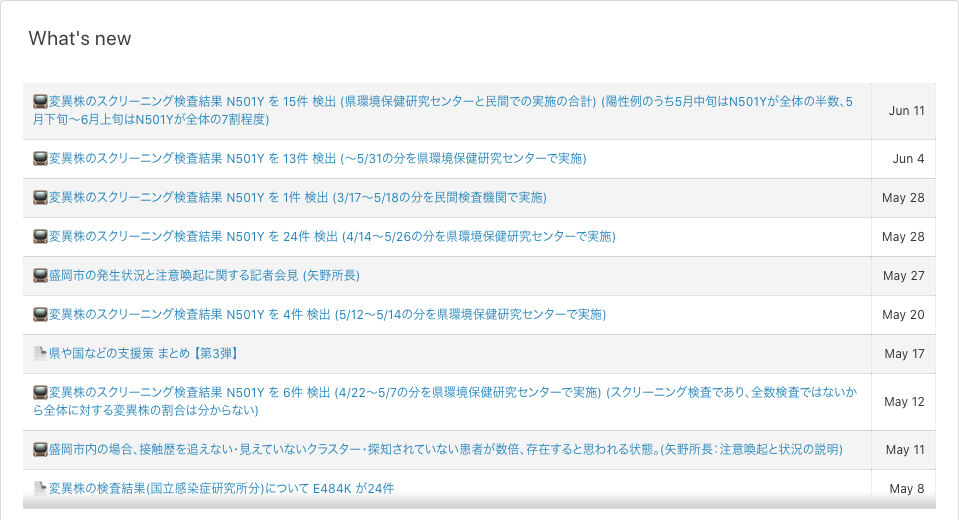 What's new
変異株のスクリーニング検査結果 N501Y を 15件 検出 (県環境保健研究センターと民間での実施の合計) (陽性例のうち5月中旬はN501Yが全体の半数、5
月下旬〜6月上旬はN501Yが全体の7割程度)
Jun 11
変異株のスクリーニング検査結果 N501Y を 13件 検出 (〜5/31の分を県環境保健研究センターで実施)
Jun 4
変異株のスクリーニング検査結果 N501Y を 1件 検出 (3/17〜5/18の分を民間検査機関で実施)
May 28
変異株のスクリーニング検査結果 N501Y を 24件 検出 (4/14〜5/26の分を県環境保健研究センターで実施)
May 28
盛岡市の発生状況と注意喚起に関する記者会見 (矢野所長)
May 27
変異株のスクリーニング検査結果 N501Y を 4件 検出 (5/12〜5/14の分を県環境保健研究センターで実施)
May 20
県や国などの支援策 まとめ 【第3弾】
May 17
変異株のスクリーニング検査結果 N501Y を 6件 検出 (4/22〜5/7の分を県環境保健研究センターで実施) (スクリーニング検査であり、全数検査ではないか
ら全体に対する変異株の割合は分からない)
May 12
盛岡市内の場合、接触歴を追えない・見えていないクラスター・探知されていない患者が数倍、存在すると思われる状態。(矢野所長：注意喚起と状況の説明)
May 11
変異株の検査結果(国立感染症研究所分)について E484K が24件
May 8